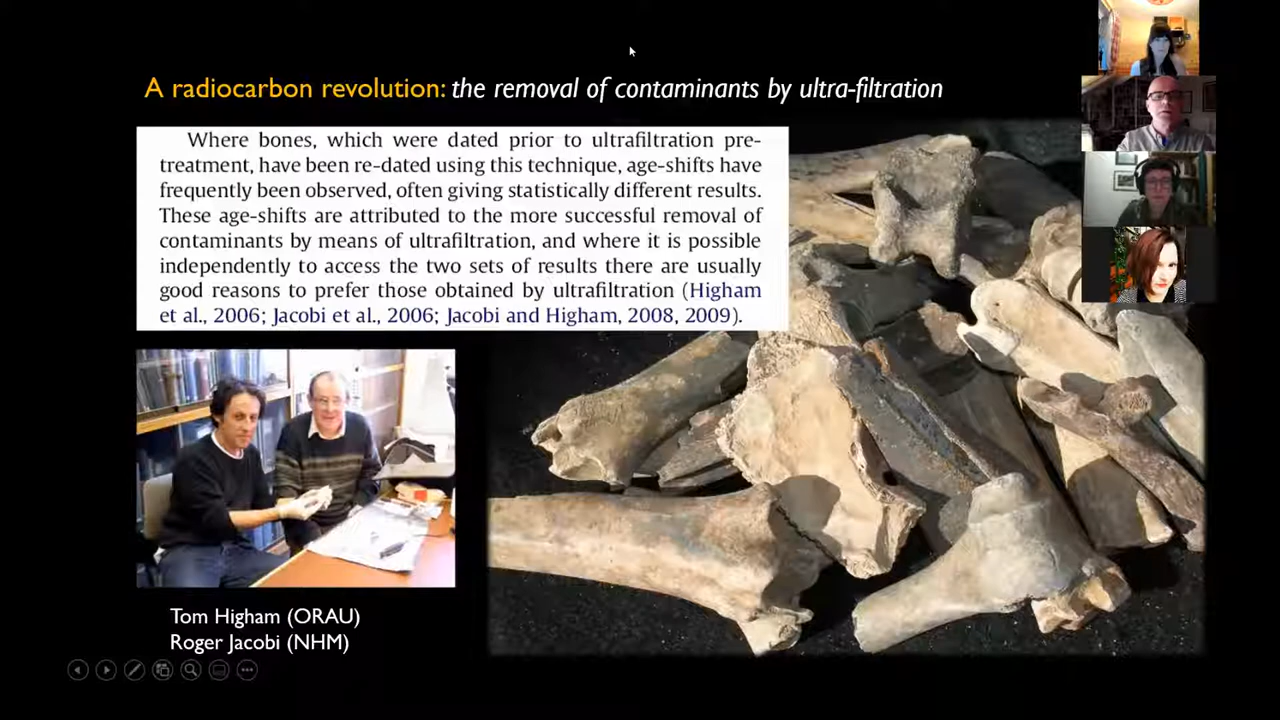 A radiocarbon revolution: the removal of contaminants by ultra-filtration
Where bones, which were dated prior to ultrafiltration pre-
treatment, have been re-dated using this technique, age-shifts have
frequently been observed, often giving statistically different results.
These age-shifts are attributed to the more successful removal of
contaminants by means of ultrafiltration, and where it is possible
independently to access the two sets of results there are usually
good reasons to prefer those obtained by ultrafiltration (Higham
et al., 2006; Jacobi et al., 2006; Jacobi and Higham, 2008, 2009).
Tom Higham (ORAU)
Roger Jacobi (NHM)